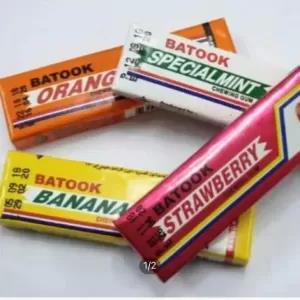 BATOOK
SPECIALMINT
CHEWING GUM
BATOOK
ORANG
BATOOK
STRAWBERRY
BATOOK
BANANA
1/2